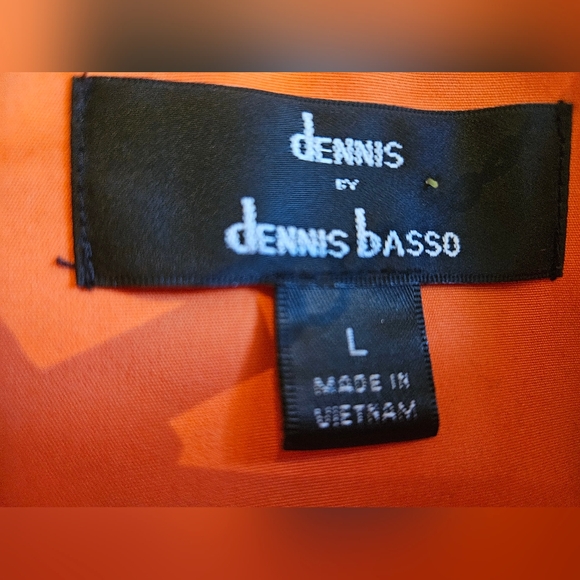 dENNIS
BY
dENNIS bASSO
L
MADE IN
VIETNAM